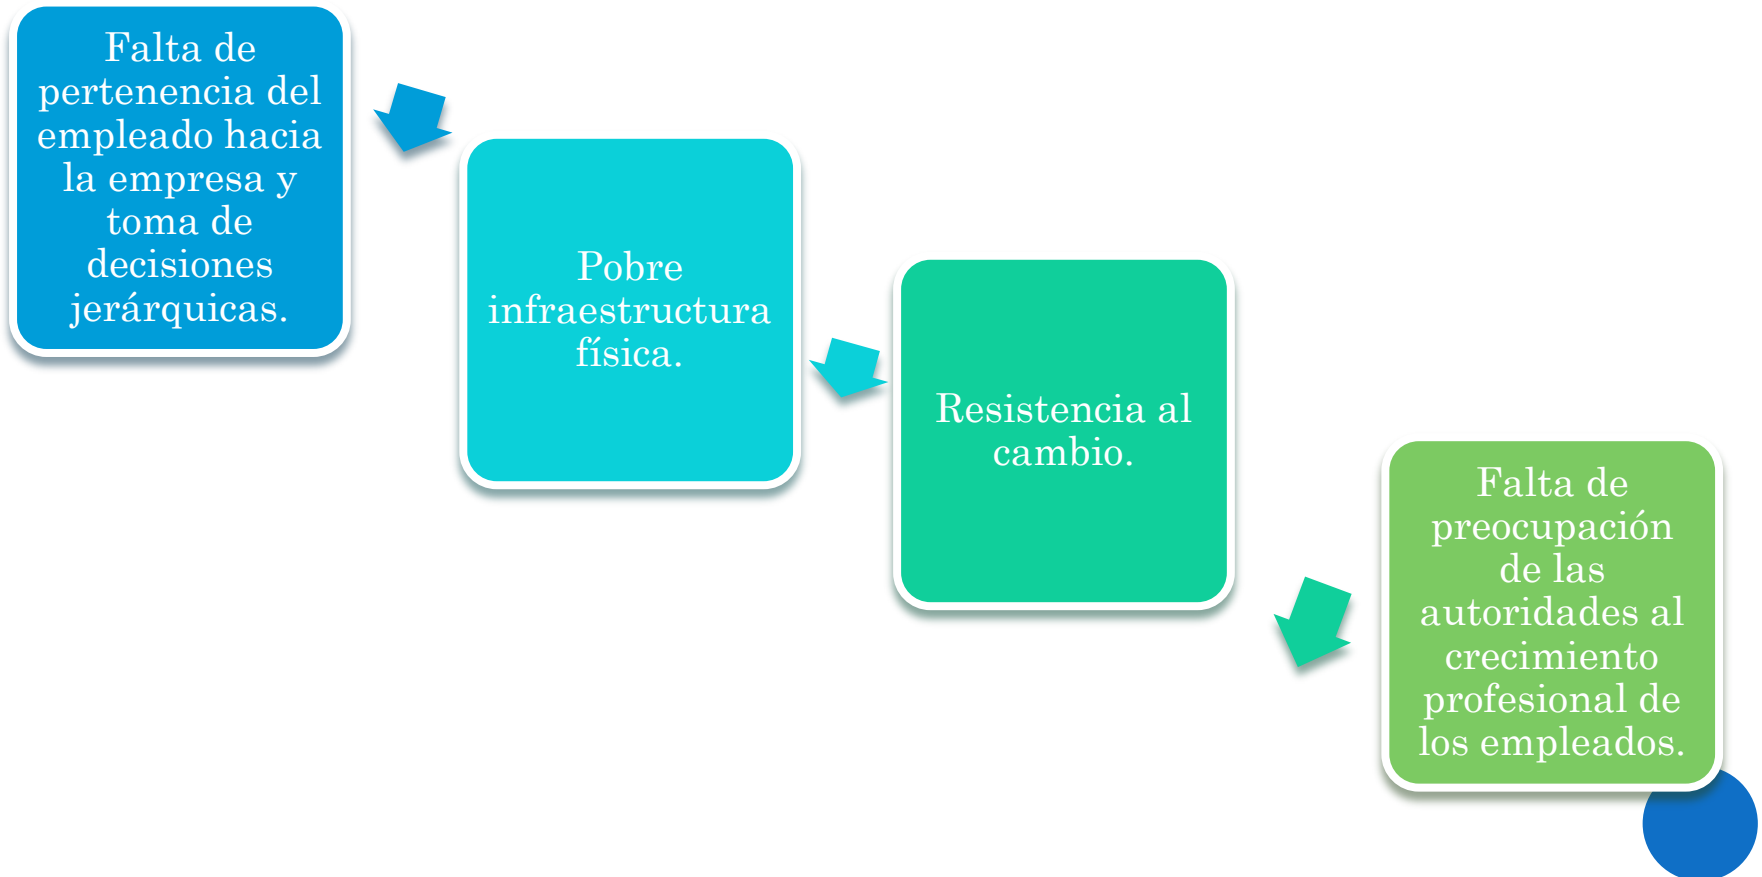 Falta de
pertenencia del
empleado hacia
la empresa y
toma de
decisiones
jerárquicas.
Pobre
infraestructura
física.
Resistencia al
cambio.
Falta de
preocupación
de las
autoridades al
crecimiento
profesional de
los empleados.